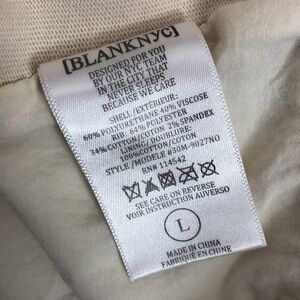 [BLANKNYC]
DESIGNED FOR YOU
BY OUR NYC TEAM
IN THE CITY THAT
NEVER SLEEPS
BECAUSE WE CARE
SHELL/EXTÉRIEUR:
60% POLYURETHANE 40% VISCOSE
RIB: 64% POLYESTER
34% COTTON/COTON 2% SPANDEX
LINING/DOUBLURE:
100% COTTON/COTON
STYLE/MODÈLE #30M-9027NO
RN# 114542
SEE CARE ON REVERSE
VOIR INSTRUCTION AUVERSO
L
MADE IN CHINA
FABRIQUÉ EN CHINE